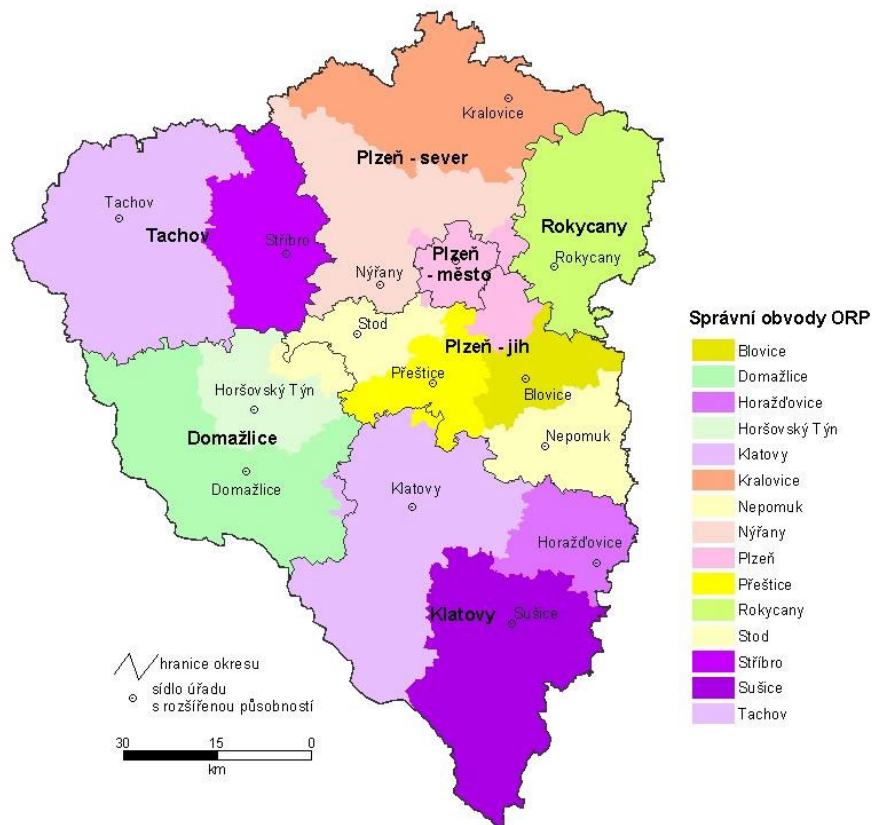 Kralovice
Plzeň - sever
Tachov
Rokycany
Tachov
Stříbro
Plzeň
- město
Rokycany
Nýřany
Stod
Plzeň - jih
Přeštice
Blovice
Horšovský Týn
Domažlice
Nepomuk
Domažlice
Klatovy
Horažďovice
Klatovy
Sušice
hranice okresu
sídlo úřadu
s rozšířenou působností
30 15 0
km
Správní obvody ORP
Blovice
Domažlice
Horažďovice
Horšovský Týn
Klatovy
Kralovice
Nepomuk
Nýřany
Plzeň
Přeštice
Rokycany
Stod
Stříbro
Sušice
Tachov